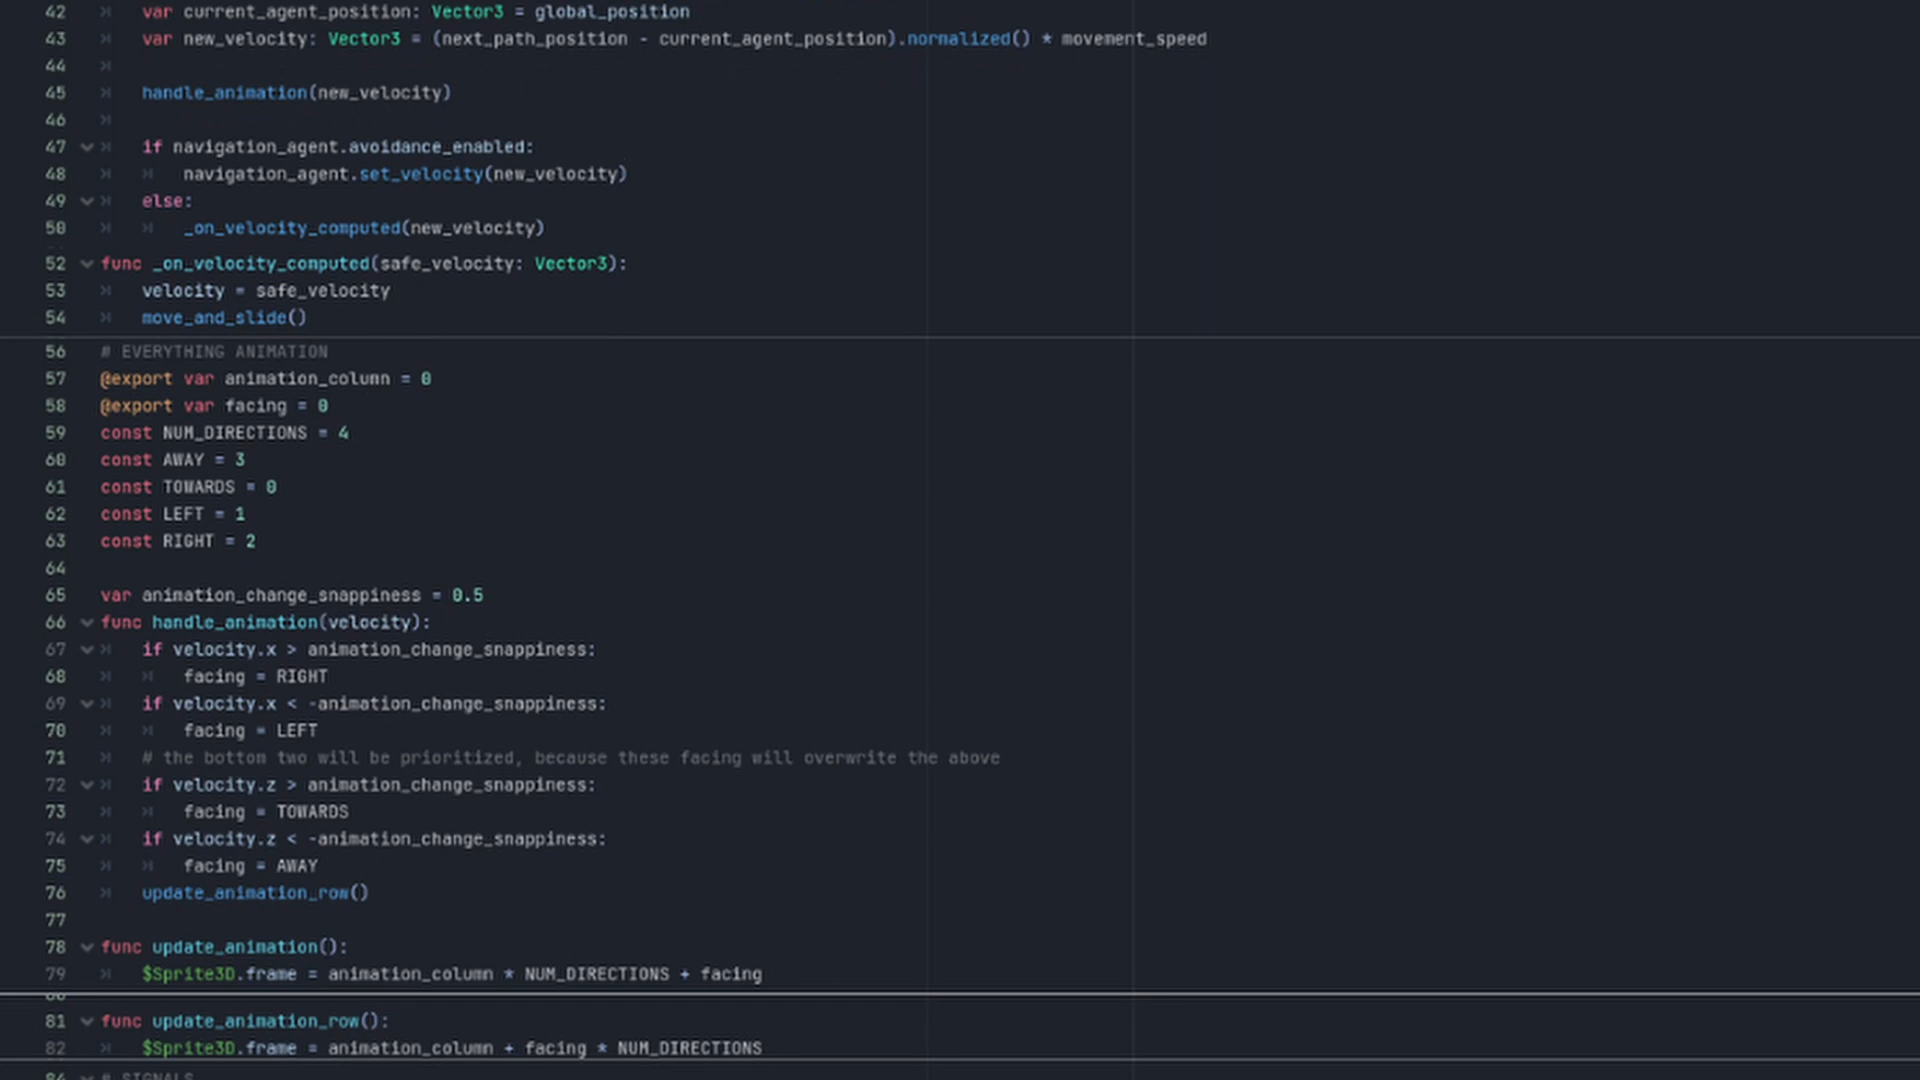 42 var current_agent_position: Vector3 = global_position
43 var new_velocity: Vector3 = (next_path_position - current_agent_position).normalized() * movement_speed
44
45 handle_animation(new_velocity)
46
47 if navigation_agent.avoidance_enabled:
48 navigation_agent.set_velocity(new_velocity)
49 else:
50 _on_velocity_computed(new_velocity)
52 func _on_velocity_computed(safe_velocity: Vector3):
53 velocity = safe_velocity
54 move_and_slide()
56 # EVERYTHING ANIMATION
57 @export var animation_column = 0
58 @export var facing = 0
59 const NUM_DIRECTIONS = 4
60 const AWAY = 3
61 const TOWARDS = 0
62 const LEFT = 1
63 const RIGHT = 2
64
65 var animation_change_snappiness = 0.5
66 func handle_animation(velocity):
67 if velocity.x > animation_change_snappiness:
68 facing = RIGHT
69 if velocity.x < -animation_change_snappiness:
70 facing = LEFT
71 # the bottom two will be prioritized, because these facing will overwrite the above
72 if velocity.z > animation_change_snappiness:
73 facing = TOWARDS
74 if velocity.z < -animation_change_snappiness:
75 facing = AWAY
76 update_animation_row()
77
78 func update_animation():
79 $Sprite3D.frame = animation_column * NUM_DIRECTIONS + facing
81 func update_animation_row():
82 $Sprite3D.frame = animation_column + facing * NUM_DIRECTIONS
84 # SIGNALS